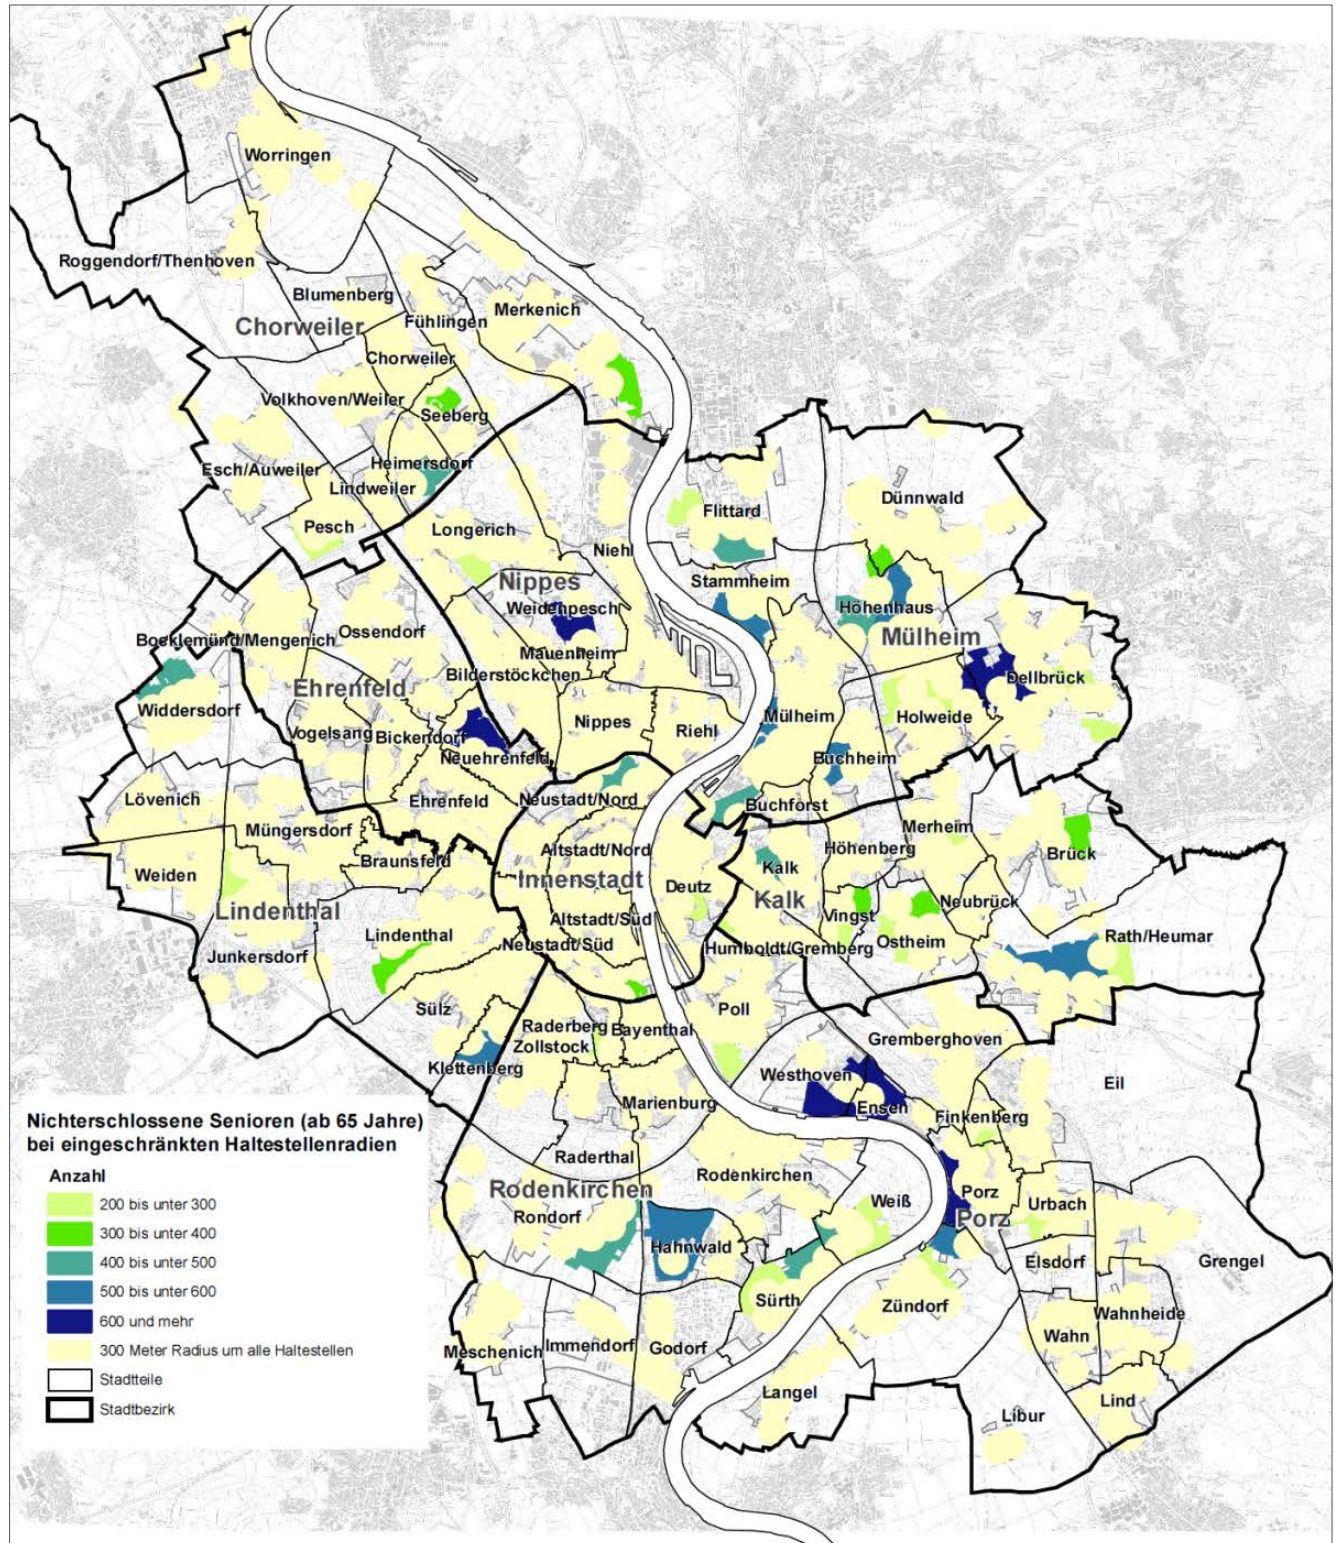 Worringen
Roggendorf/Thenhoven
Blumenberg
Merkenich
Fühlingen
Chorweiler
Chorweiler
Volkhoven/Weiler
Seeberg
Heimersdorf
Esch/Auweiler
Lindweiler
Pesch
Longerich
Flittard
Dünnwald
Niehl
Nippes
Stammheim
Weidenpesch
Höhenhaus
Mülheim
Ossendorf
Bocklemünd/Mengenich
Mauenheim
Bilderstöckchen
Dellbrück
Ehrenfeld
Widdersdorf
Mülheim
Holweide
Nippes
Riehl
Vogelsang
Bickendorf
Neuehrenfeld
Buchheim
Lövenich
Ehrenfeld
Neustadt/Nord
Buchforst
Müngersdorf
Merheim
Altstadt/Nord
Höhenberg
Brück
Braunsfeld
Weiden
Innenstadt
Deutz
Kalk
Kalk
Lindenthal
Altstadt/Süd
Vingst
Neubrück
Lindenthal
Neustadt/Süd
Humboldt/Gremberg
Ostheim
Rath/Heumar
Junkersdorf
Sülz
Poll
Raderberg
Bayenthal
Zollstock
Gremberghoven
Klettenberg
Westhoven
Eil
Marienburg
Ensen
Finkenberg
Raderthal
Rodenkirchen
Rodenkirchen
Rondorf
Weiß
Porz
Porz
Urbach
Hahnwald
Elsdorf
Grengel
Sürth
Zündorf
Wahnheide
Wahn
Meschenich
Immendorf
Godorf
Langel
Lind
Libur
Nichterschlossene Senioren (ab 65 Jahre)
bei eingeschränkten Haltestellenradien
Anzahl
200 bis unter 300
300 bis unter 400
400 bis unter 500
500 bis unter 600
600 und mehr
300 Meter Radius um alle Haltestellen
Stadtteile
Stadtbezirk